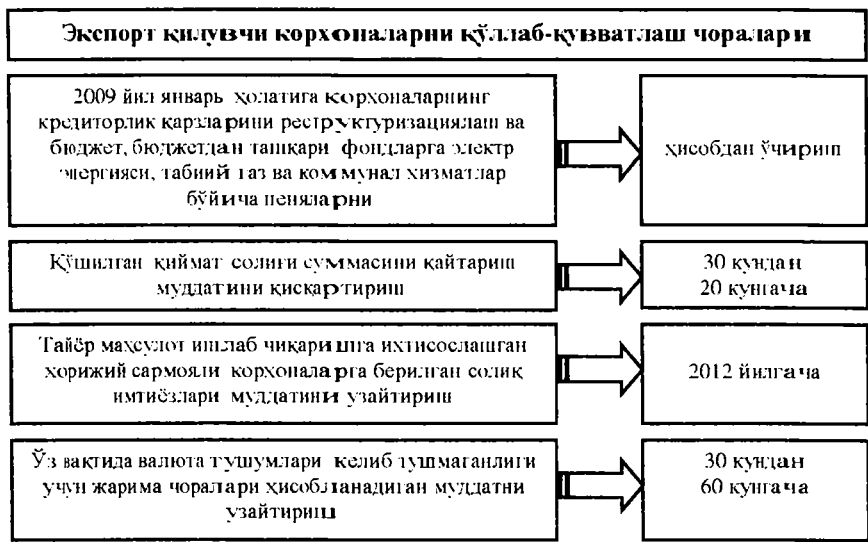 Экспорт қилувчи корхоналарни қўллаб-қувватлаш чоралари
2009 йил январь ҳолатига корхоналарнинг
кредиторлик қарзларини реструктуризациялаш ва
бюджет, бюджетдан ташқари фондларга электр
энергияси, табиий газ ва коммунал хизматлар
бўйича пеняларни
ҳисобдан ўчириш
Қўшилган қиймат солиғи суммасини қайтариш
муддатини қисқартириш
30 кундан
20 кунгача
Тайёр маҳсулот ишлаб чиқаришга ихтисослашган
хорижий сармояли корхоналарга берилган солиқ
имтиёзлари муддатини узайтириш
2012 йилгача
Ўз вақтида валюта тушумлари келиб тушмаганлиги
учун жарима чоралари ҳисобланадиган муддатни
узайтириш
30 кундан
60 кунгача